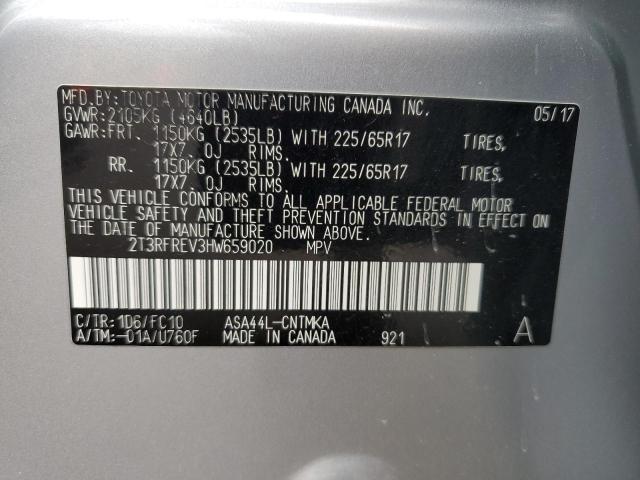 MFD.BY:TOYOTA MOTOR MANUFACTURING CANADA INC.
GVWR:2105KG (4640LB) 05/17
GAWR:FRT. 1150KG (2535LB) WITH 225/65R17 TIRES,
17X7.0J RIMS.
RR. 1150KG (2535LB) WITH 225/65R17 TIRES,
17X7.0J RIMS.
THIS VEHICLE CONFORMS TO ALL APPLICABLE FEDERAL MOTOR
VEHICLE SAFETY AND THEFT PREVENTION STANDARDS IN EFFECT ON
THE DATE OF MANUFACTURE SHOWN ABOVE.
2T3RFREV3HW659020 MPV
C/TR:1D6/FC10 ASA44L-CNTMKA
A/TM:-01A/U760F MADE IN CANADA 921 A